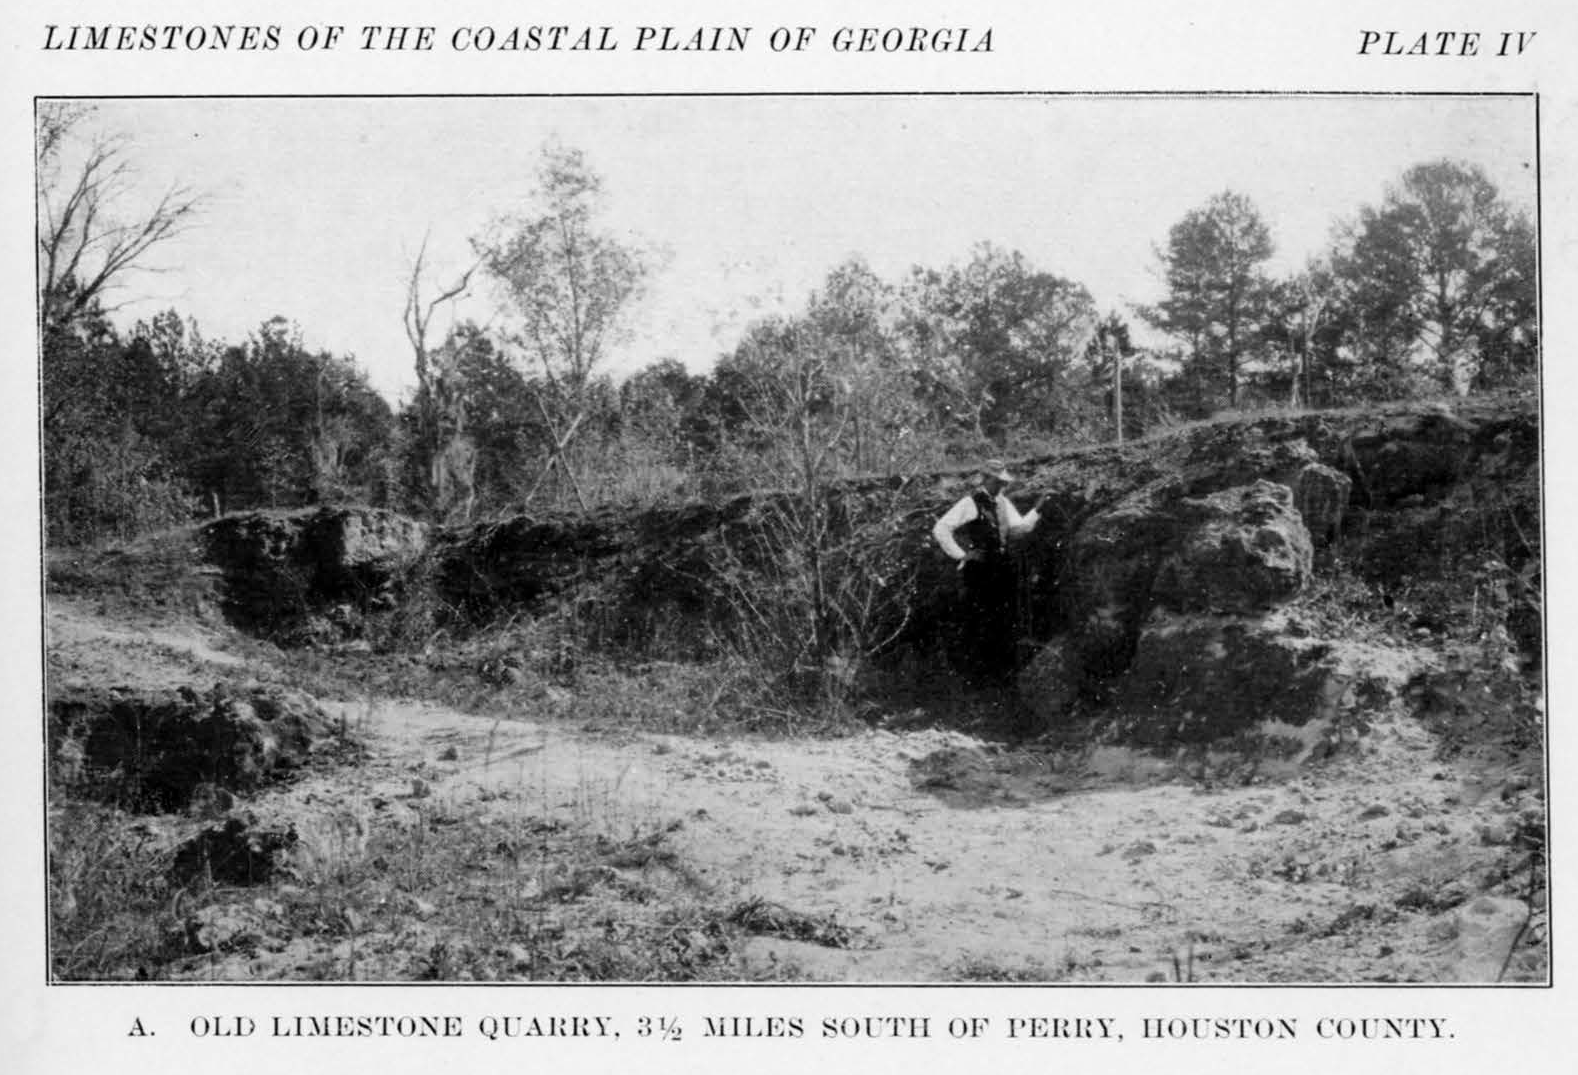 LIMESTONES OF THE COASTAL PLAIN OF GEORGIA PLATE IV
A. OLD LIMESTONE QUARRY, 3½ MILES SOUTH OF PERRY, HOUSTON COUNTY.